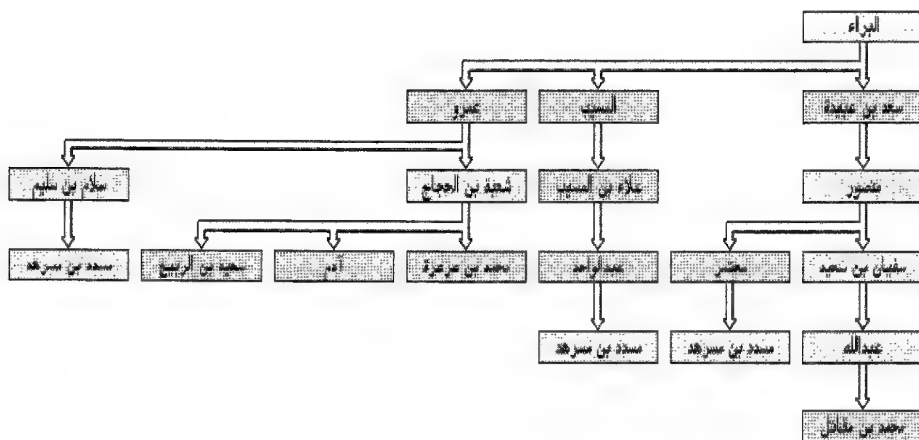 البراء
سعد بن عبيدة
المسيب
عمرو
منصور
علاء بن المسيب
شعبة بن الحجاج
سلام بن سليم
سفيان بن سعيد
معتمر
عبدالواحد
محمد بن عرعرة
آدم
سعيد بن الربيع
مسدد بن مسرهد
عبدالله
مسدد بن مسرهد
مسدد بن مسرهد
محمد بن مقاتل